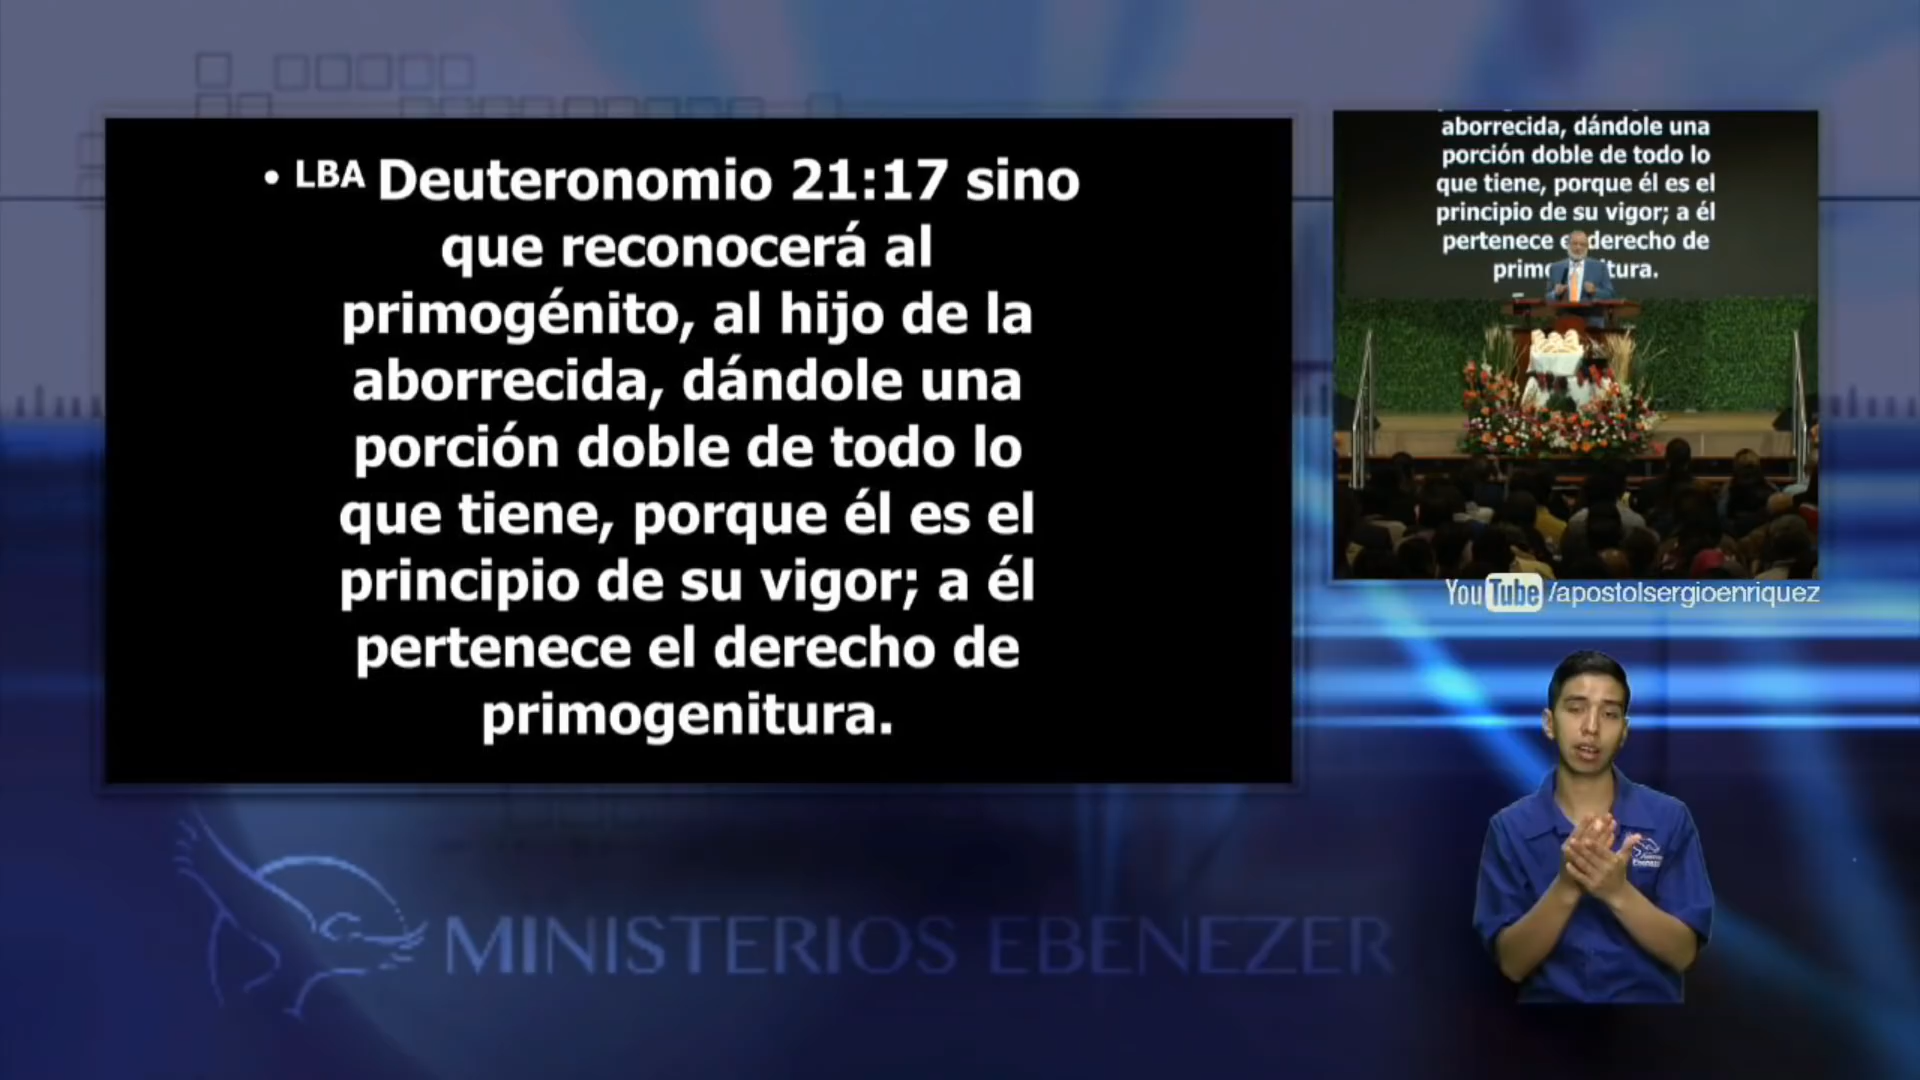 • LBA Deuteronomio 21:17 sino
que reconocerá al
primogénito, al hijo de la
aborrecida, dándole una
porción doble de todo lo
que tiene, porque él es el
principio de su vigor; a él
pertenece el derecho de
primogenitura.
aborrecida, dándole una
porción doble de todo lo
que tiene, porque él es el
principio de su vigor; a él
pertenece derecho de
YouTube /apostolsergioenriquez
MINISTERIOS EBENEZER